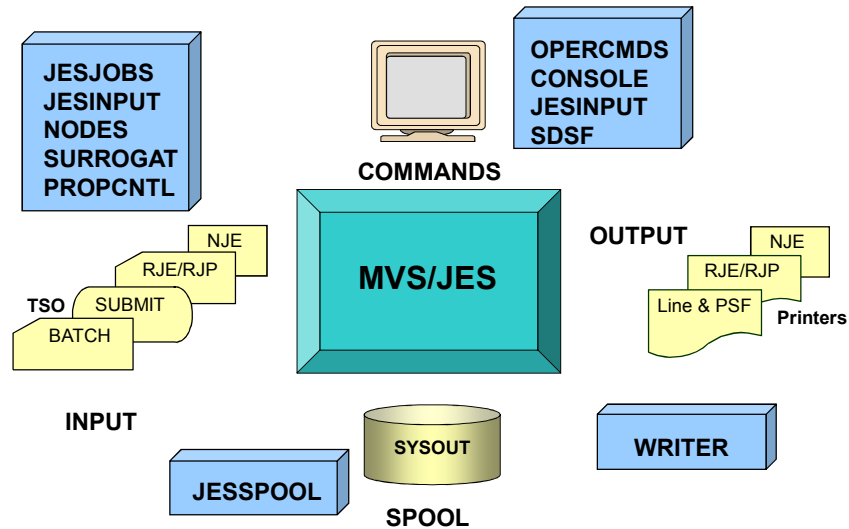 JESJOBS
JESINPUT
NODES
SURROGAT
PROPCNTL
OPERCMDS
CONSOLE
JESINPUT
SDSF
COMMANDS
MVS/JES
NJE
RJE/RJP
TSO
SUBMIT
BATCH
INPUT
OUTPUT
NJE
RJE/RJP
Line & PSF
Printers
JESSPOOL
SYSOUT
SPOOL
WRITER